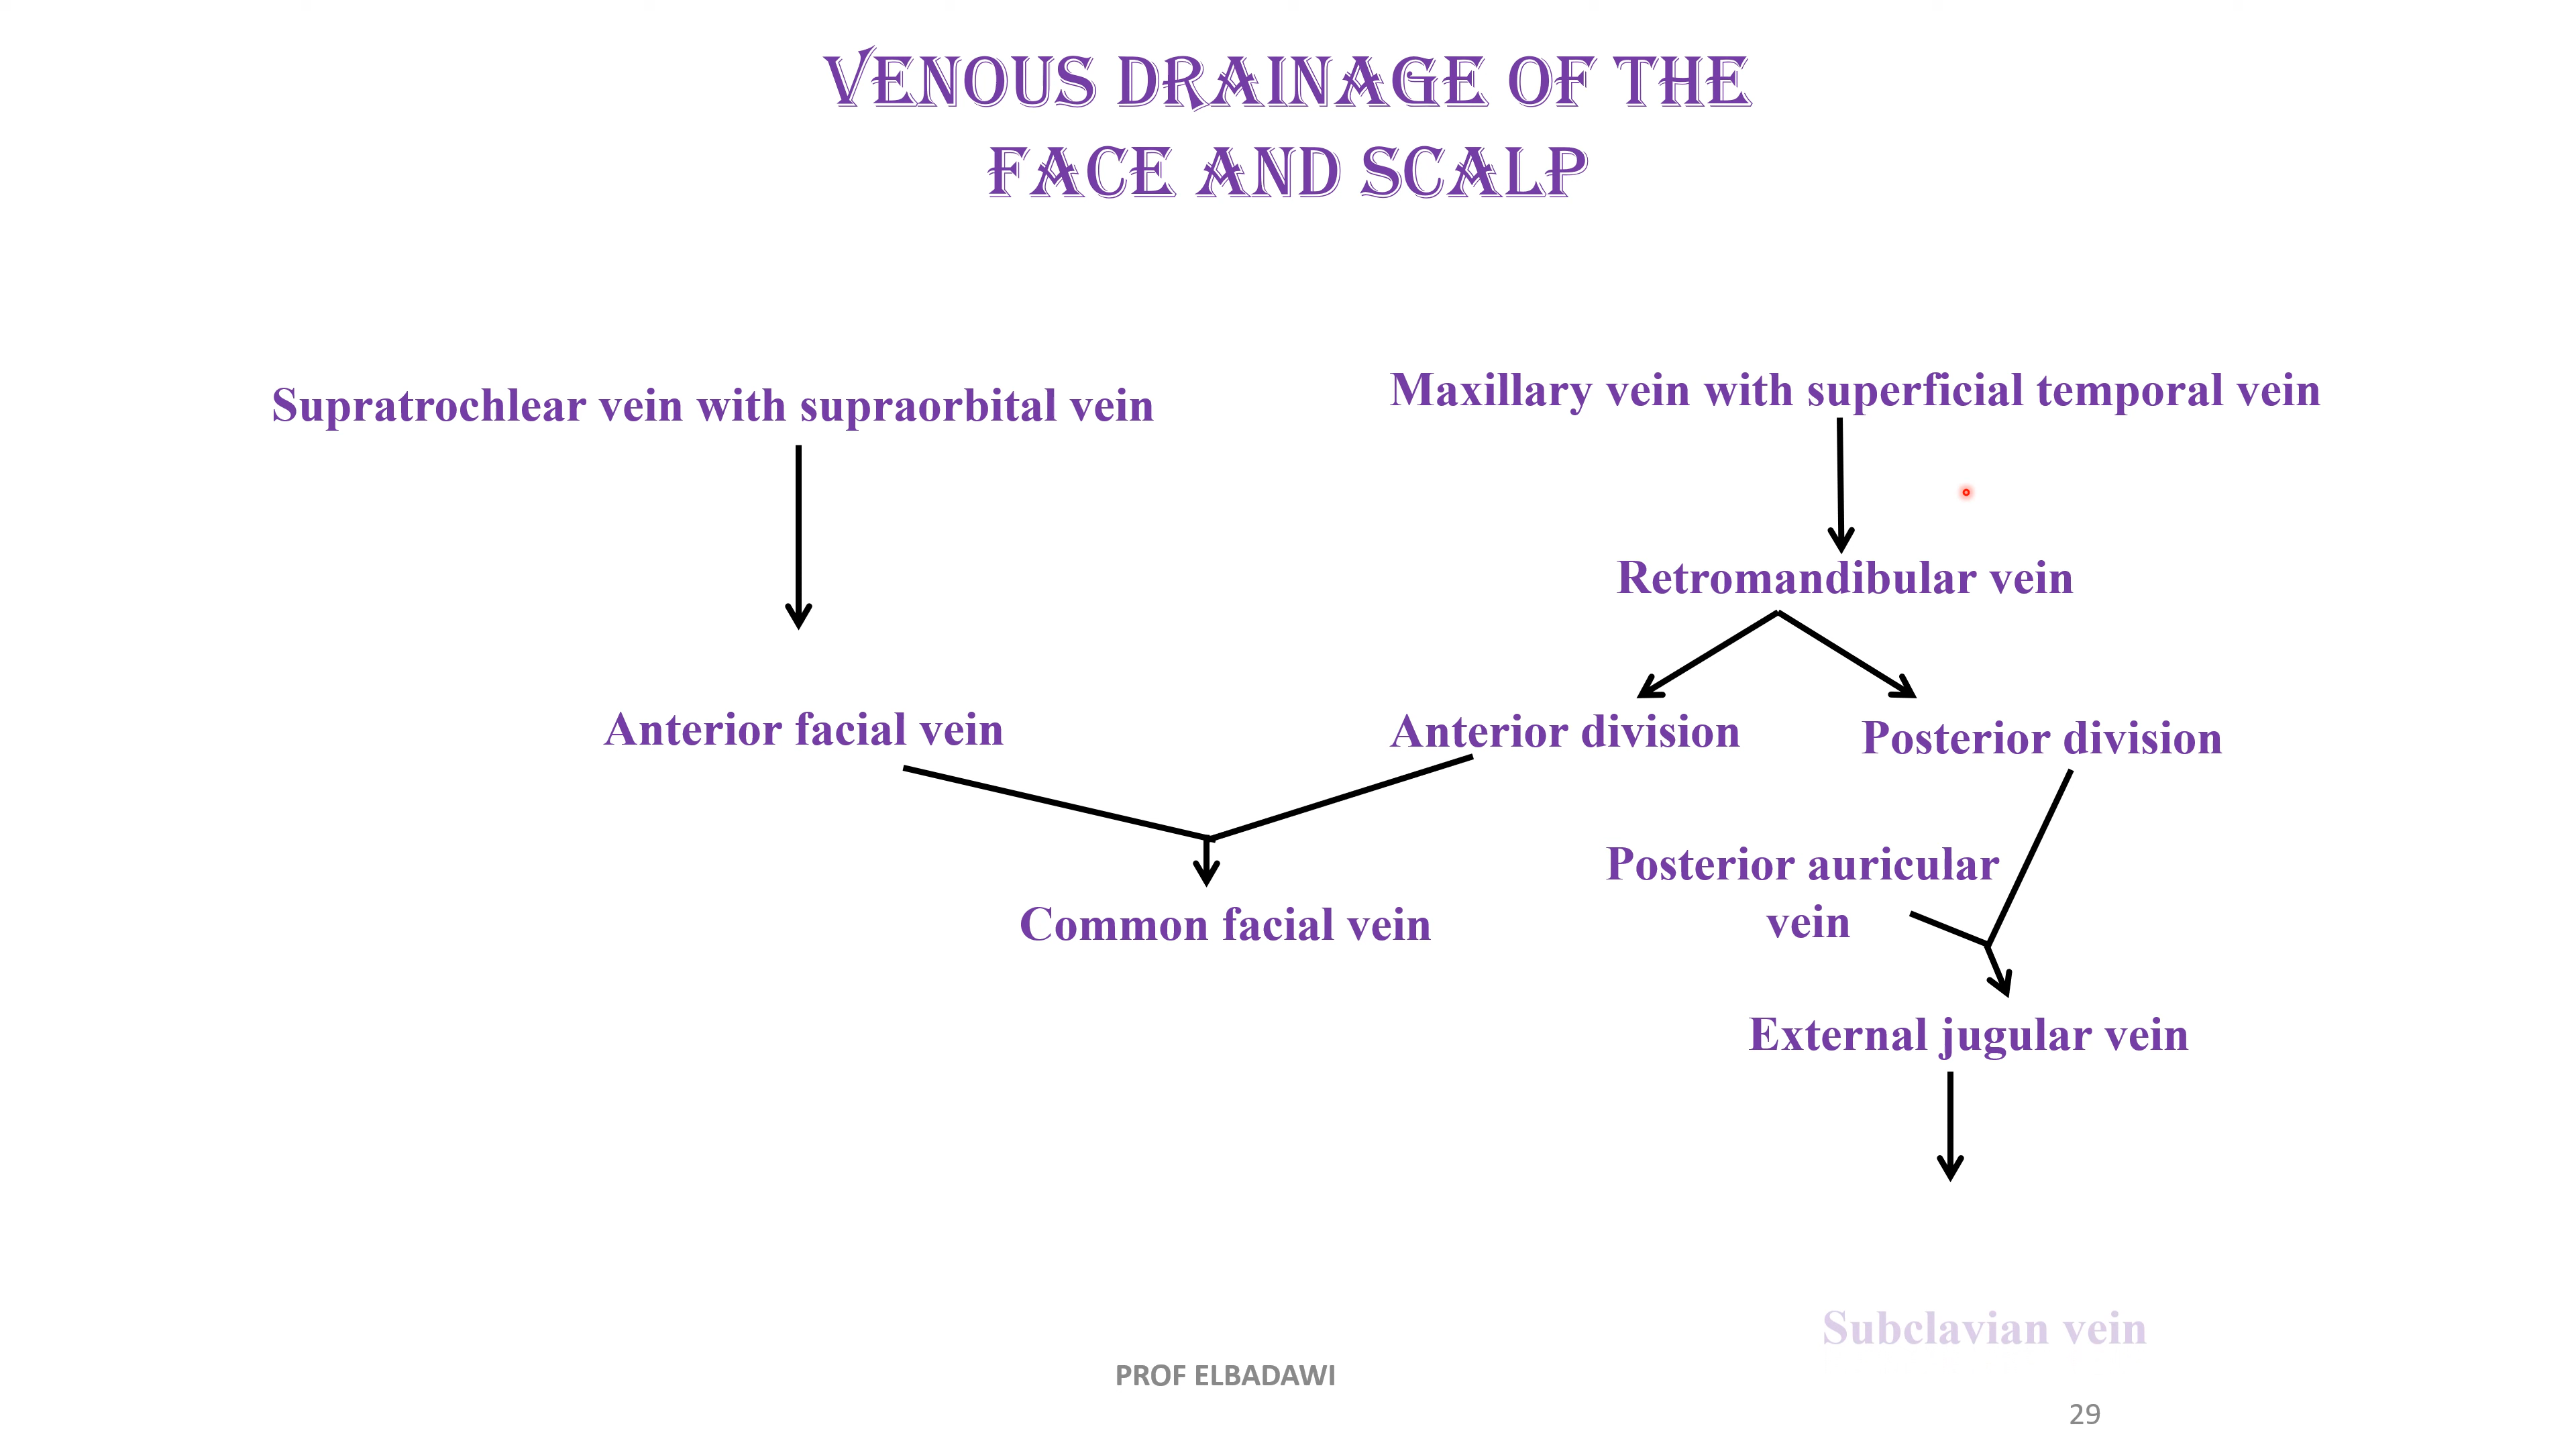 VENOUS DRAINAGE OF THE
FACE AND SCALP
Supratrochlear vein with supraorbital vein
Maxillary vein with superficial temporal vein
Retromandibular vein
Anterior facial vein
Anterior division
Posterior division
Posterior auricular
vein
Common facial vein
External jugular vein
Subclavian vein
PROF ELBADAWI
29